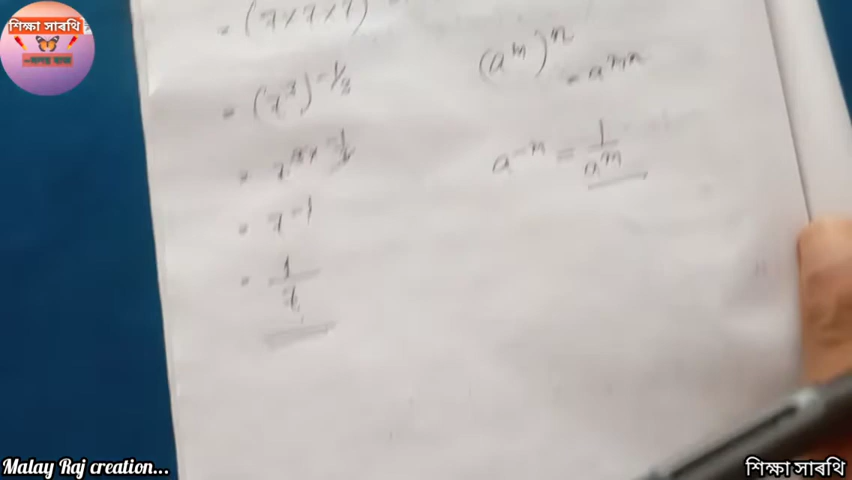 শিক্ষা সাৰথি
= (7×7×7)
= (7³)^-1/3
= 7^3×-1/3
= 7^-1
= 1/7
(a^m)^n
= a^mn
a^-m = 1/a^m
Malay Raj creation...
শিক্ষা সাৰথি